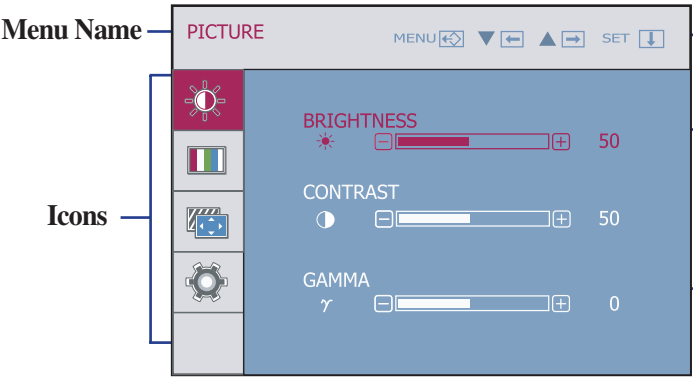 Menu Name
PICTURE MENU SET
BRIGHTNESS
50
CONTRAST
50
Icons
GAMMA
γ 0